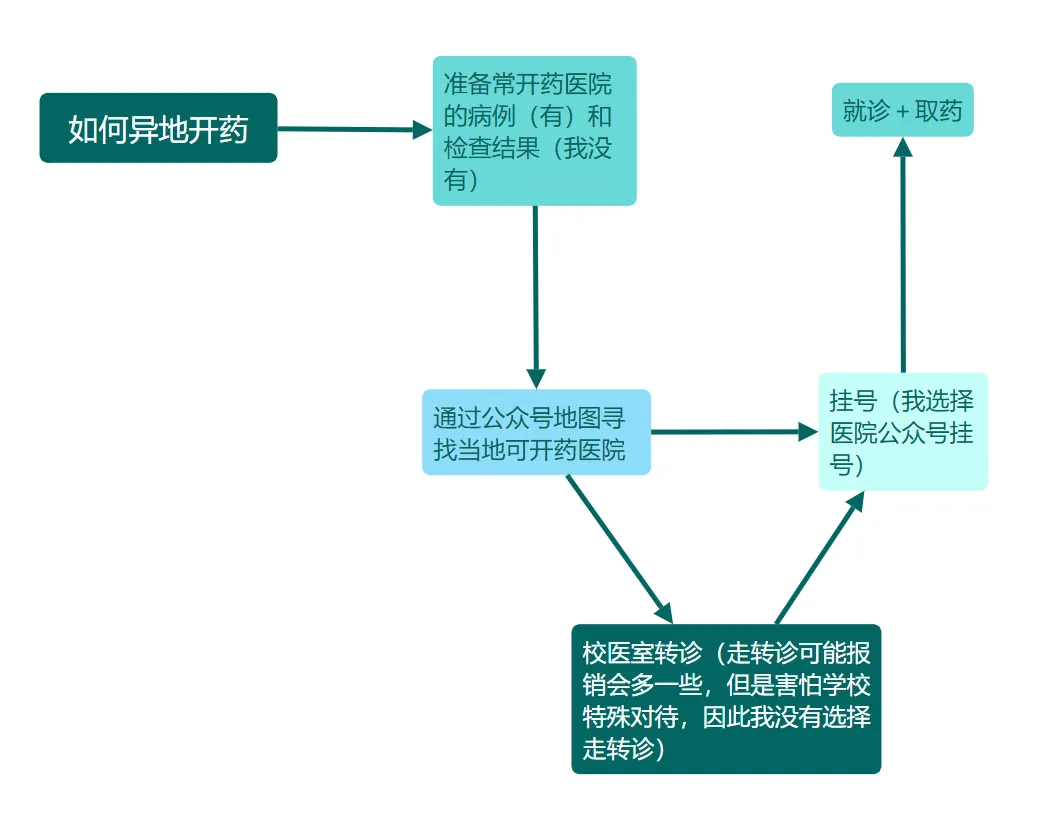 如何异地开药
准备常开药医院
的病例（有）和
检查结果（我没
有）
就诊＋取药
通过公众号地图寻
找当地可开药医院
挂号（我选择
医院公众号挂
号）
校医室转诊（走转诊可能报
销会多一些，但是害怕学校
特殊对待，因此我没有选择
走转诊）